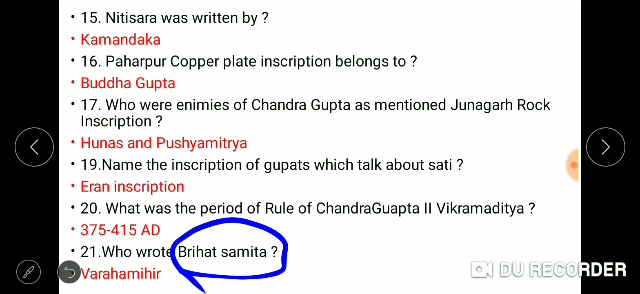 • 15. Nitisara was written by ?
• Kamandaka
• 16. Paharpur Copper plate inscription belongs to ?
• Buddha Gupta
• 17. Who were enimies of Chandra Gupta as mentioned Junagarh Rock
Inscription ?
• Hunas and Pushyamitrya
• 19.Name the inscription of gupats which talk about sati ?
• Eran inscription
• 20. What was the period of Rule of ChandraGuapta II Vikramaditya ?
• 375-415 AD
• 21.Who wrote Brihat samita ?
Varahamihir
DU RECORDER